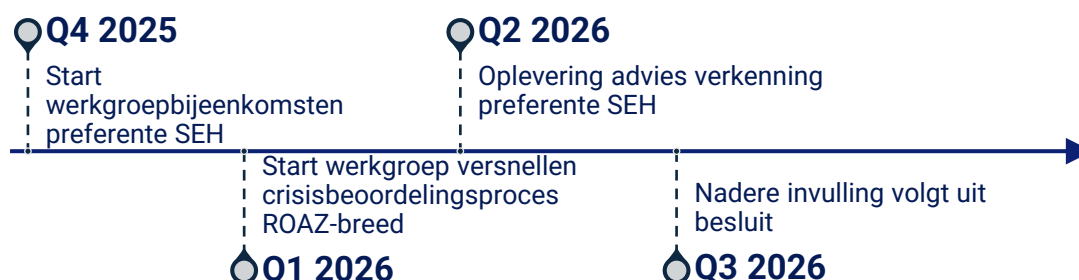 Q4 2025
Start
werkgroepbijeenkomsten
preferente SEH
Q2 2026
Oplevering advies verkenning
preferente SEH
Start werkgroep versnellen
crisisbeoordelingsproces
ROAZ-breed
Q1 2026
Nadere invulling volgt uit
besluit
Q3 2026